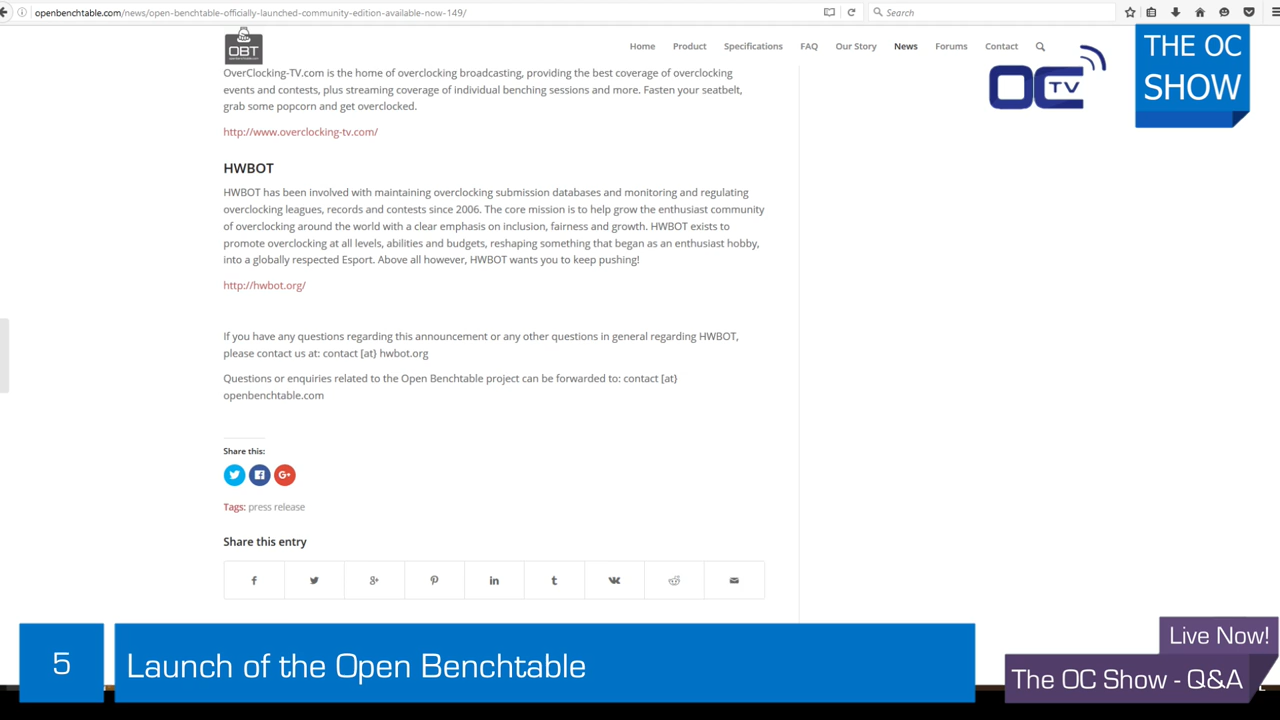 openbenchtable.com/news/open-benchtable-officially-launched-community-edition-available-now-149/
Search
OBT
Home Product Specifications FAQ Our Story News Forums Contact
OC TV
THE OC
SHOW
OverClocking-TV.com is the home of overclocking broadcasting, providing the best coverage of overclocking
events and contests, plus streaming coverage of individual benching sessions and more. Fasten your seatbelt,
grab some popcorn and get overclocked.
http://www.overclocking-tv.com/
HWBOT
HWBOT has been involved with maintaining overclocking submission databases and monitoring and regulating
overclocking leagues, records and contests since 2006. The core mission is to help grow the enthusiast community
of overclocking around the world with a clear emphasis on inclusion, fairness and growth. HWBOT exists to
promote overclocking at all levels, abilities and budgets, reshaping something that began as an enthusiast hobby,
into a globally respected Esport. Above all however, HWBOT wants you to keep pushing!
http://hwbot.org/
If you have any questions regarding this announcement or any other questions in general regarding HWBOT,
please contact us at: contact [at} hwbot.org
Questions or enquiries related to the Open Benchtable project can be forwarded to: contact [at}
openbenchtable.com
Share this:
Tags: press release
Share this entry
5
Launch of the Open Benchtable
Live Now!
The OC Show - Q&A